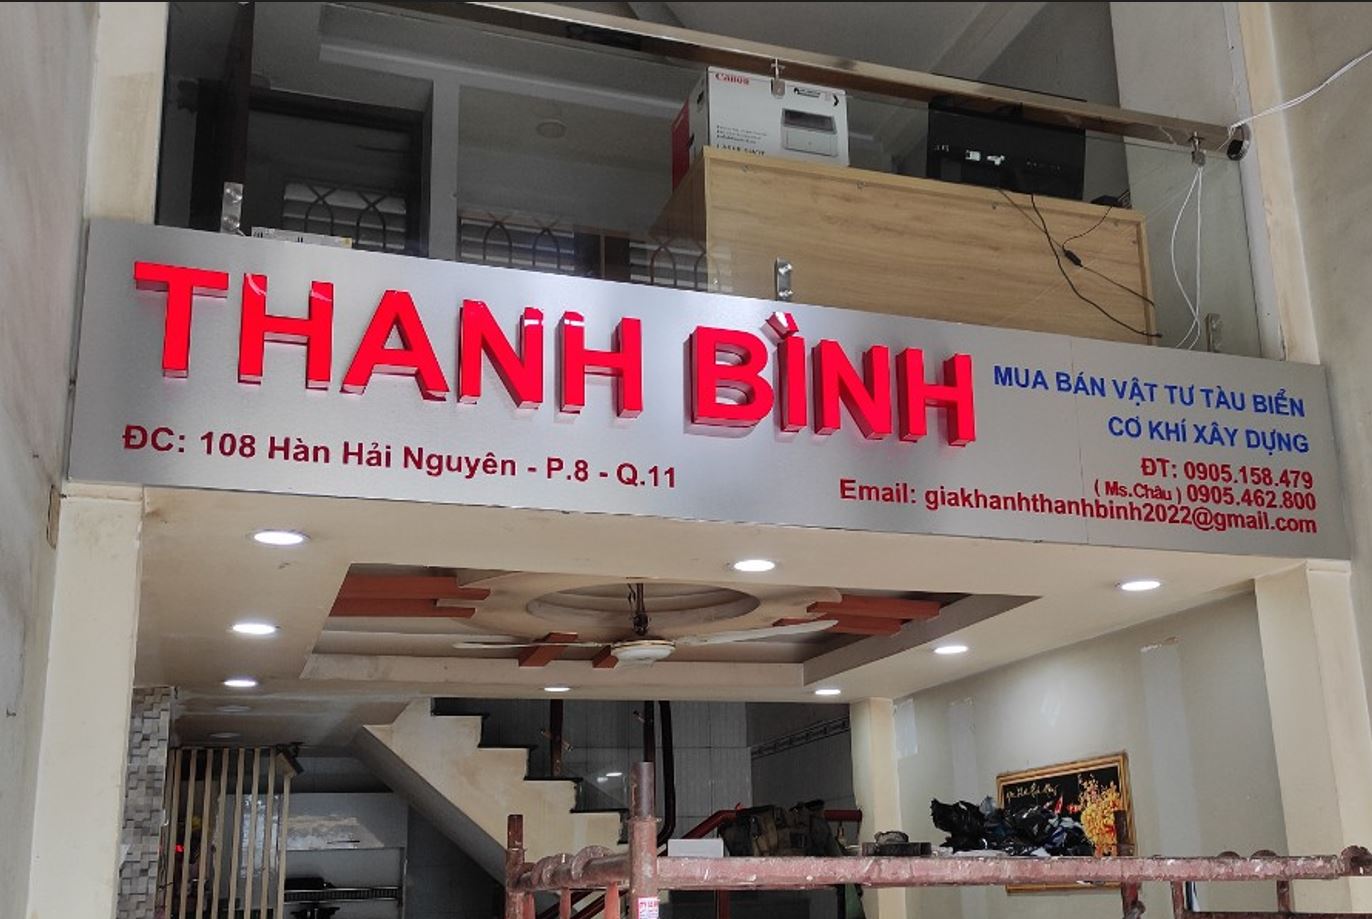 Canon
THANH BÌNH
MUA BÁN VẬT TƯ TÀU BIỂN
CƠ KHÍ XÂY DỰNG
ĐC: 108 Hàn Hải Nguyên - P.8 - Q.11
ĐT: 0905.158.479
( Ms.Châu ) 0905.462.800
Email: giakhanhthanhbinh2022@gmail.com